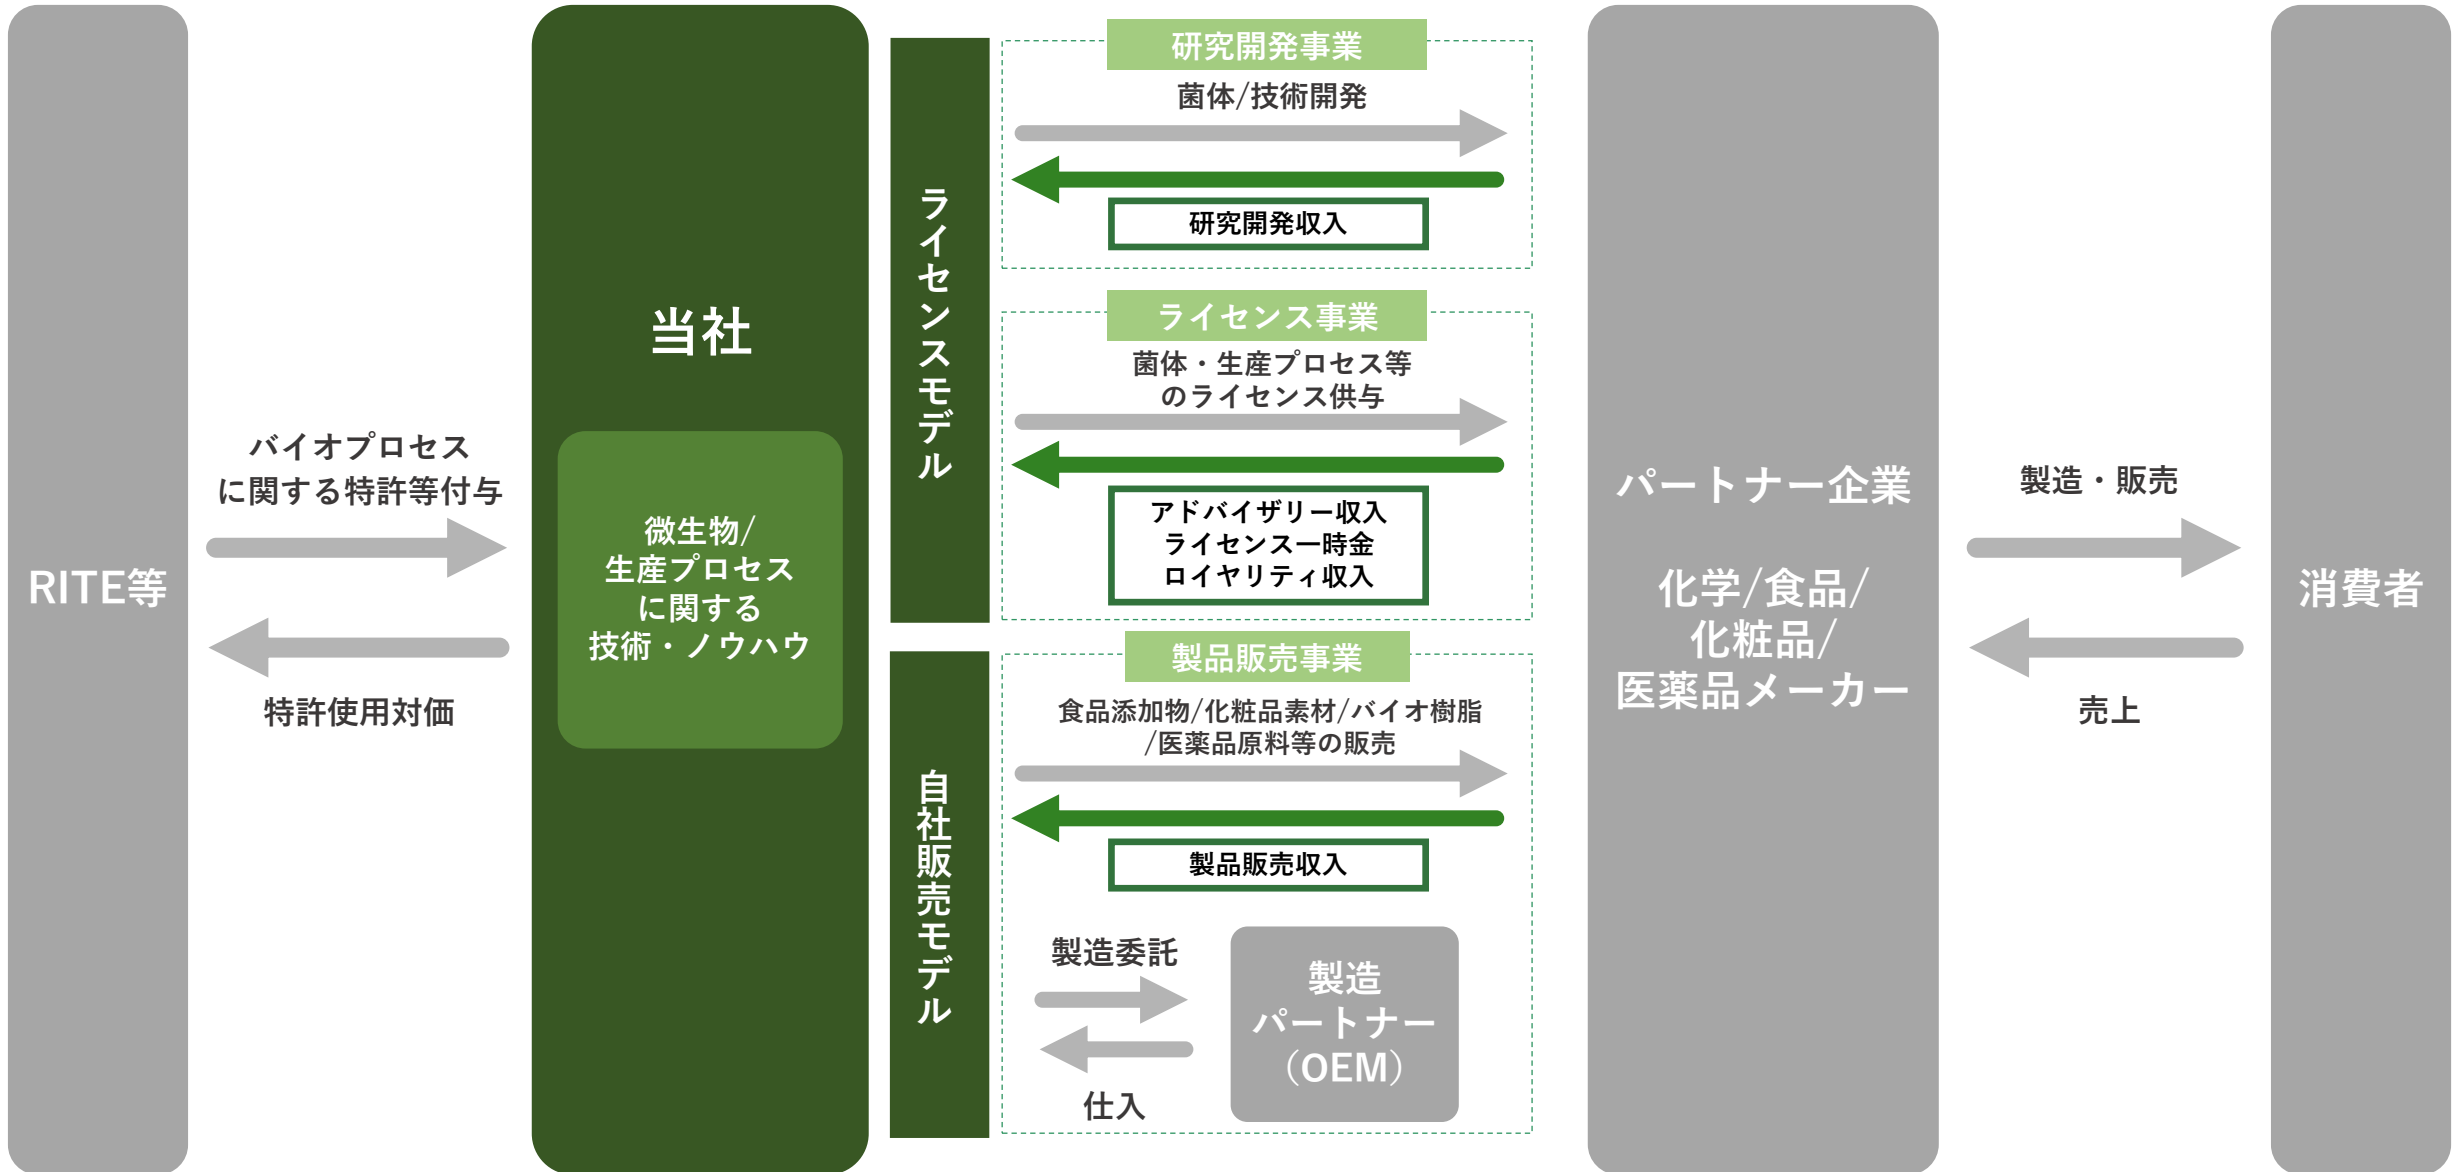 RITE等
バイオプロセス
に関する特許等付与
特許使用対価
当社
微生物/
生産プロセス
に関する
技術・ノウハウ
ライセンスモデル
研究開発事業
菌体/技術開発
研究開発収入
ライセンス事業
菌体・生産プロセス等
のライセンス供与
アドバイザリー収入
ライセンス一時金
ロイヤリティ収入
自社販売モデル
製品販売事業
食品添加物/化粧品素材/バイオ樹脂
/医薬品原料等の販売
製品販売収入
製造委託
仕入
製造
パートナー
（OEM）
パートナー企業
化学/食品/
化粧品/
医薬品メーカー
製造・販売
売上
消費者